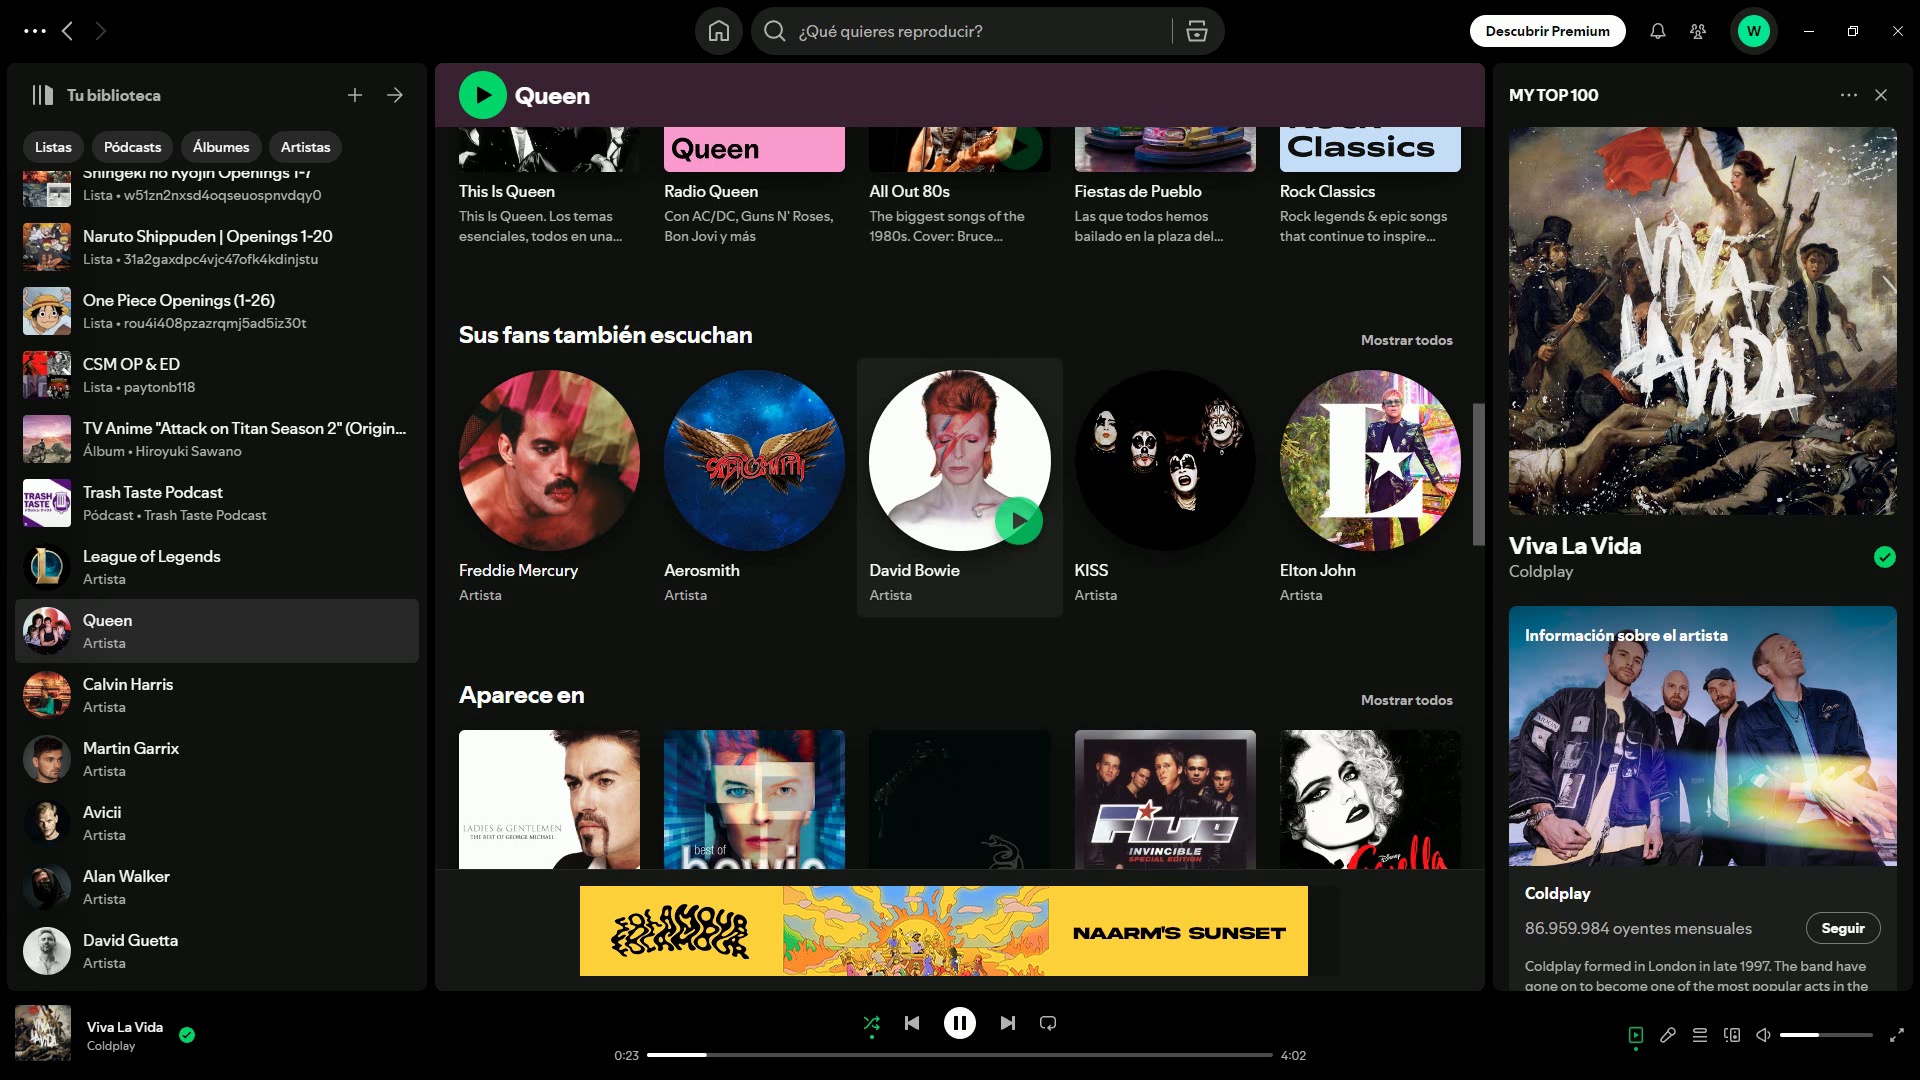 ¿Qué quieres reproducir?
Descubrir Premium
W
Tu biblioteca
Listas
Pódcasts
Álbumes
Artistas
Shingeki no Kyojin Openings 1-7
Lista • w51zn2nxsd4oqseuospnvdqy0
Naruto Shippuden | Openings 1-20
Lista • 31a2gaxdpc4vjc47ofk4kdinjstu
One Piece Openings (1-26)
Lista • rou4i408pzazrqmj5ad5iz30t
CSM OP & ED
Lista • paytonb118
TV Anime "Attack on Titan Season 2" (Origin...
Álbum • Hiroyuki Sawano
TRASH TASTE
Trash Taste Podcast
Pódcast • Trash Taste Podcast
League of Legends
Artista
Queen
Artista
Calvin Harris
Artista
Martin Garrix
Artista
Avicii
Artista
Alan Walker
Artista
David Guetta
Artista
Queen
Queen
Rock
Classics
This Is Queen
This Is Queen. Los temas
esenciales, todos en una...
Radio Queen
Con AC/DC, Guns N' Roses,
Bon Jovi y más
All Out 80s
The biggest songs of the
1980s. Cover: Bruce...
Fiestas de Pueblo
Las que todos hemos
bailado en la plaza del...
Rock Classics
Rock legends & epic songs
that continue to inspire...
Sus fans también escuchan
Mostrar todos
AEROSMITH
E
Freddie Mercury
Artista
Aerosmith
Artista
David Bowie
Artista
KISS
Artista
Elton John
Artista
Aparece en
Mostrar todos
LADIES & GENTLEMEN
THE BEST OF GEORGE MICHAEL
best of
bowie
FIVE
INVINCIBLE
SPECIAL EDITION
Disney
Cruella
FOLAMOUR
FOLAMOUR
NAARM'S SUNSET
MY TOP 100
VIVA
LA VIDA
Viva La Vida
Coldplay
Información sobre el artista
MOON
Coldplay
86.959.984 oyentes mensuales
Seguir
Coldplay formed in London in late 1997. The band have
gone on to become one of the most popular acts in the
Viva La Vida
Coldplay
0:23
4:02